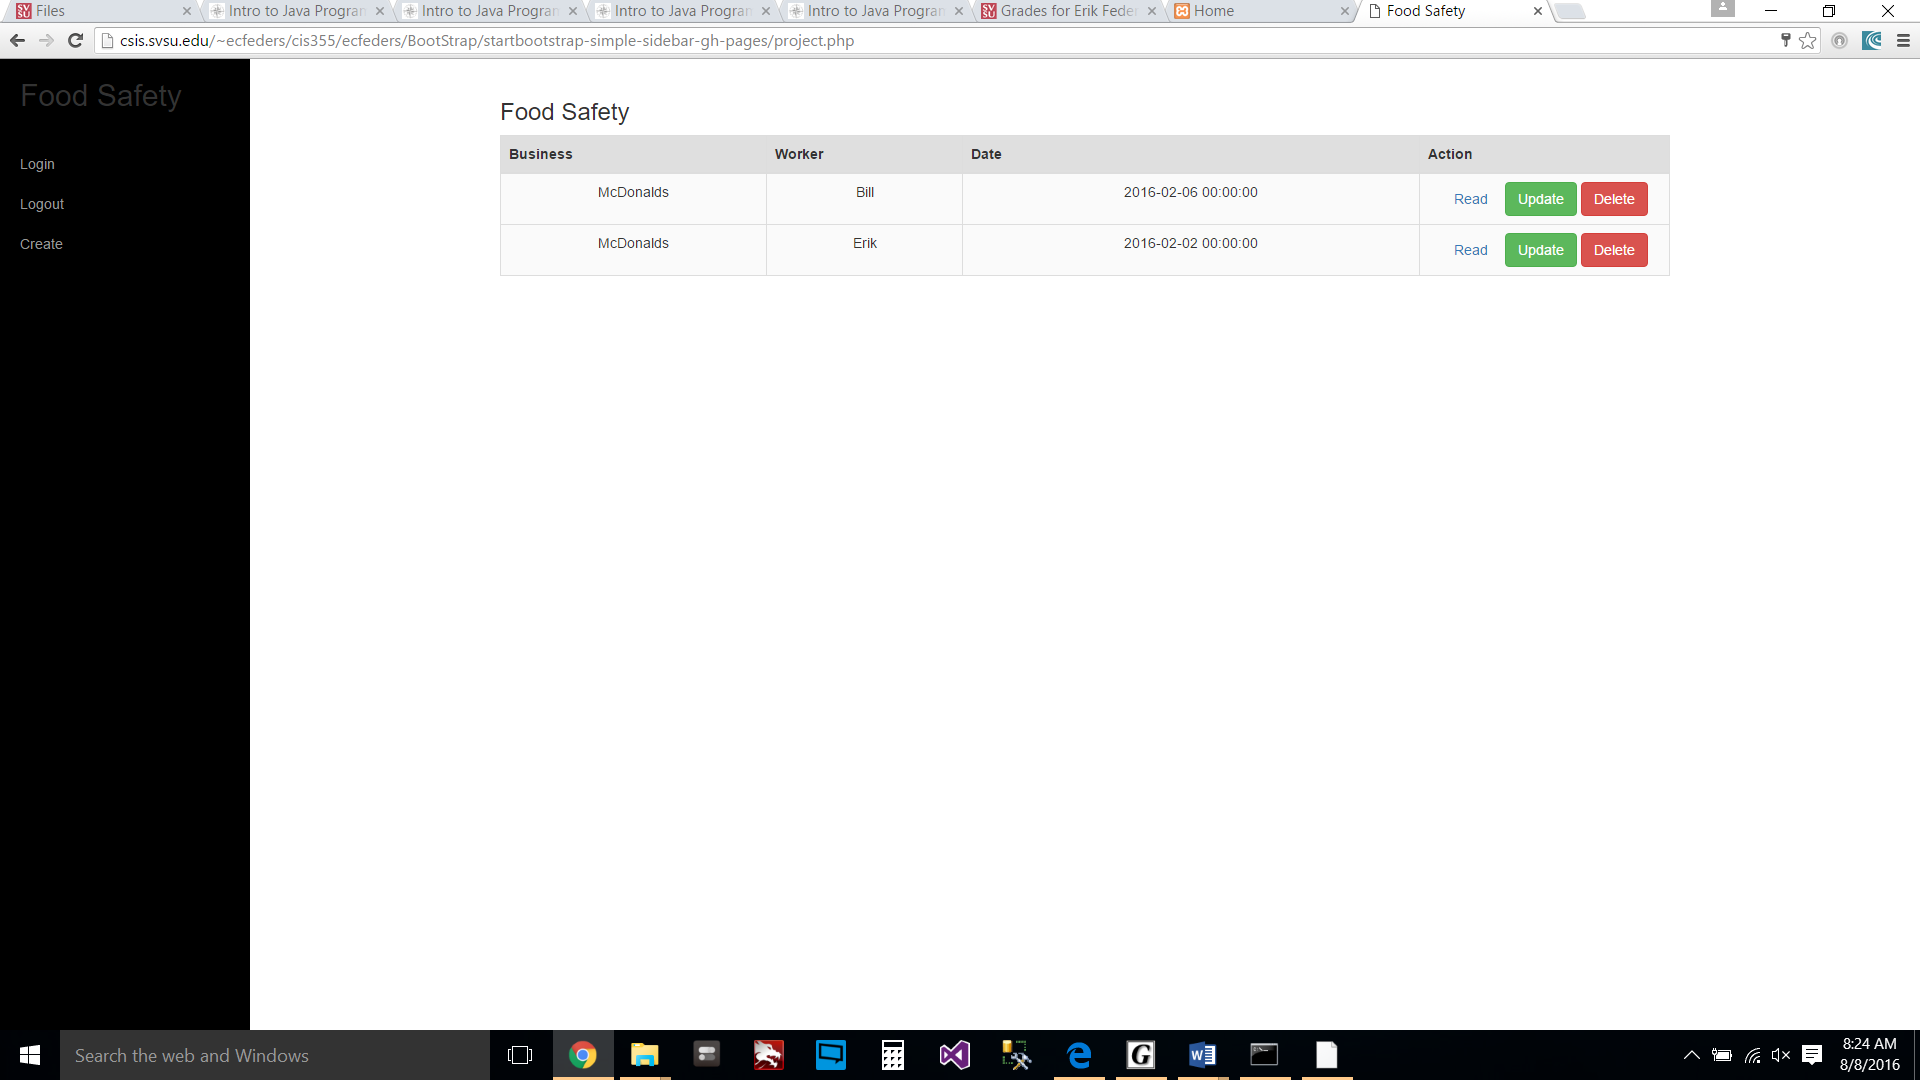 Files
Intro to Java Progran
Intro to Java Progran
Intro to Java Progran
Intro to Java Progran
Grades for Erik Feder
Home
Food Safety
csis.svsu.edu/~ecfeders/cis355/ecfeders/BootStrap/startbootstrap-simple-sidebar-gh-pages/project.php
Food Safety
Login
Logout
Create
Food Safety
Business Worker Date Action
McDonalds Bill 2016-02-06 00:00:00 Read Update Delete
McDonalds Erik 2016-02-02 00:00:00 Read Update Delete
Search the web and Windows
8:24 AM
8/8/2016